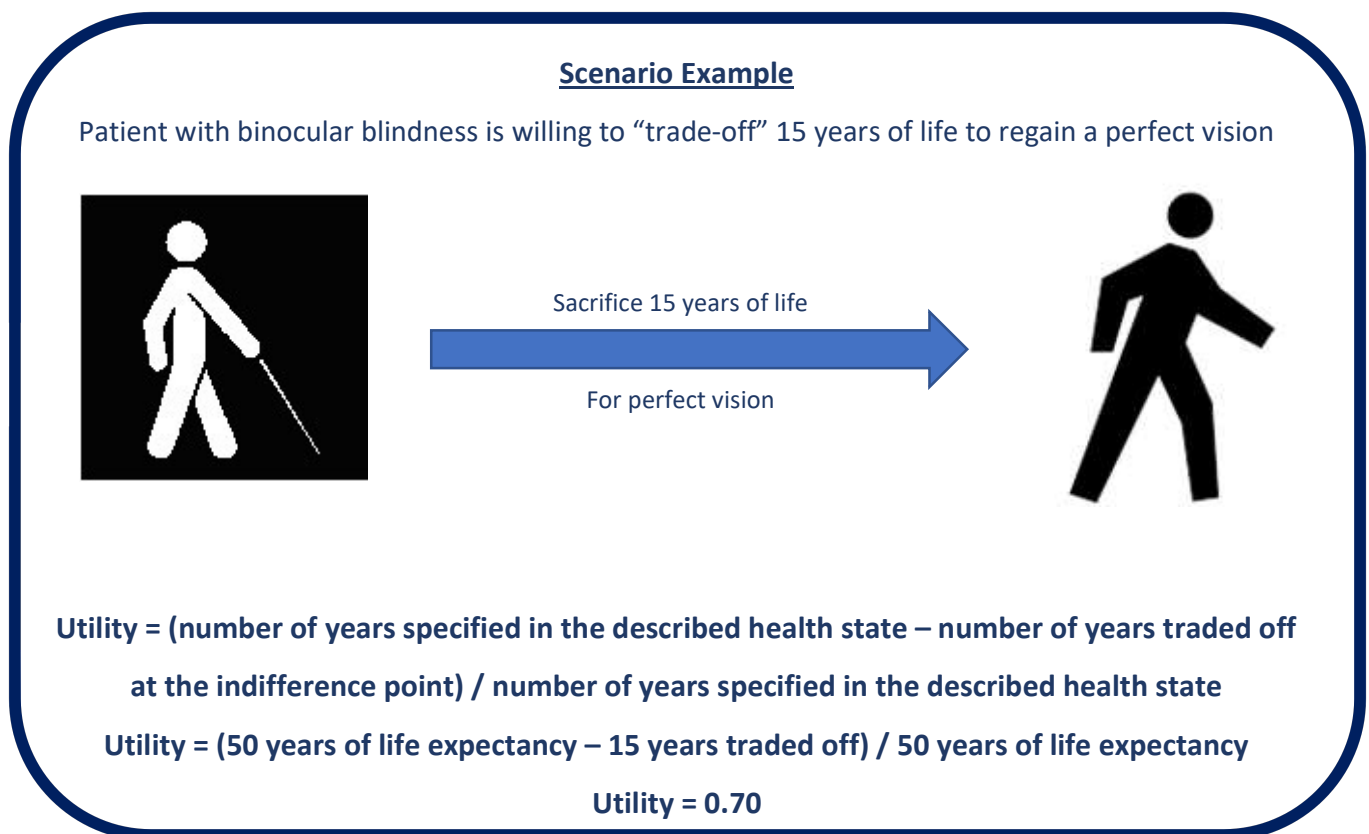 Scenario Example
Patient with binocular blindness is willing to “trade-off” 15 years of life to regain a perfect vision
Sacrifice 15 years of life
For perfect vision
Utility = (number of years specified in the described health state – number of years traded off
at the indifference point) / number of years specified in the described health state
Utility = (50 years of life expectancy – 15 years traded off) / 50 years of life expectancy
Utility = 0.70